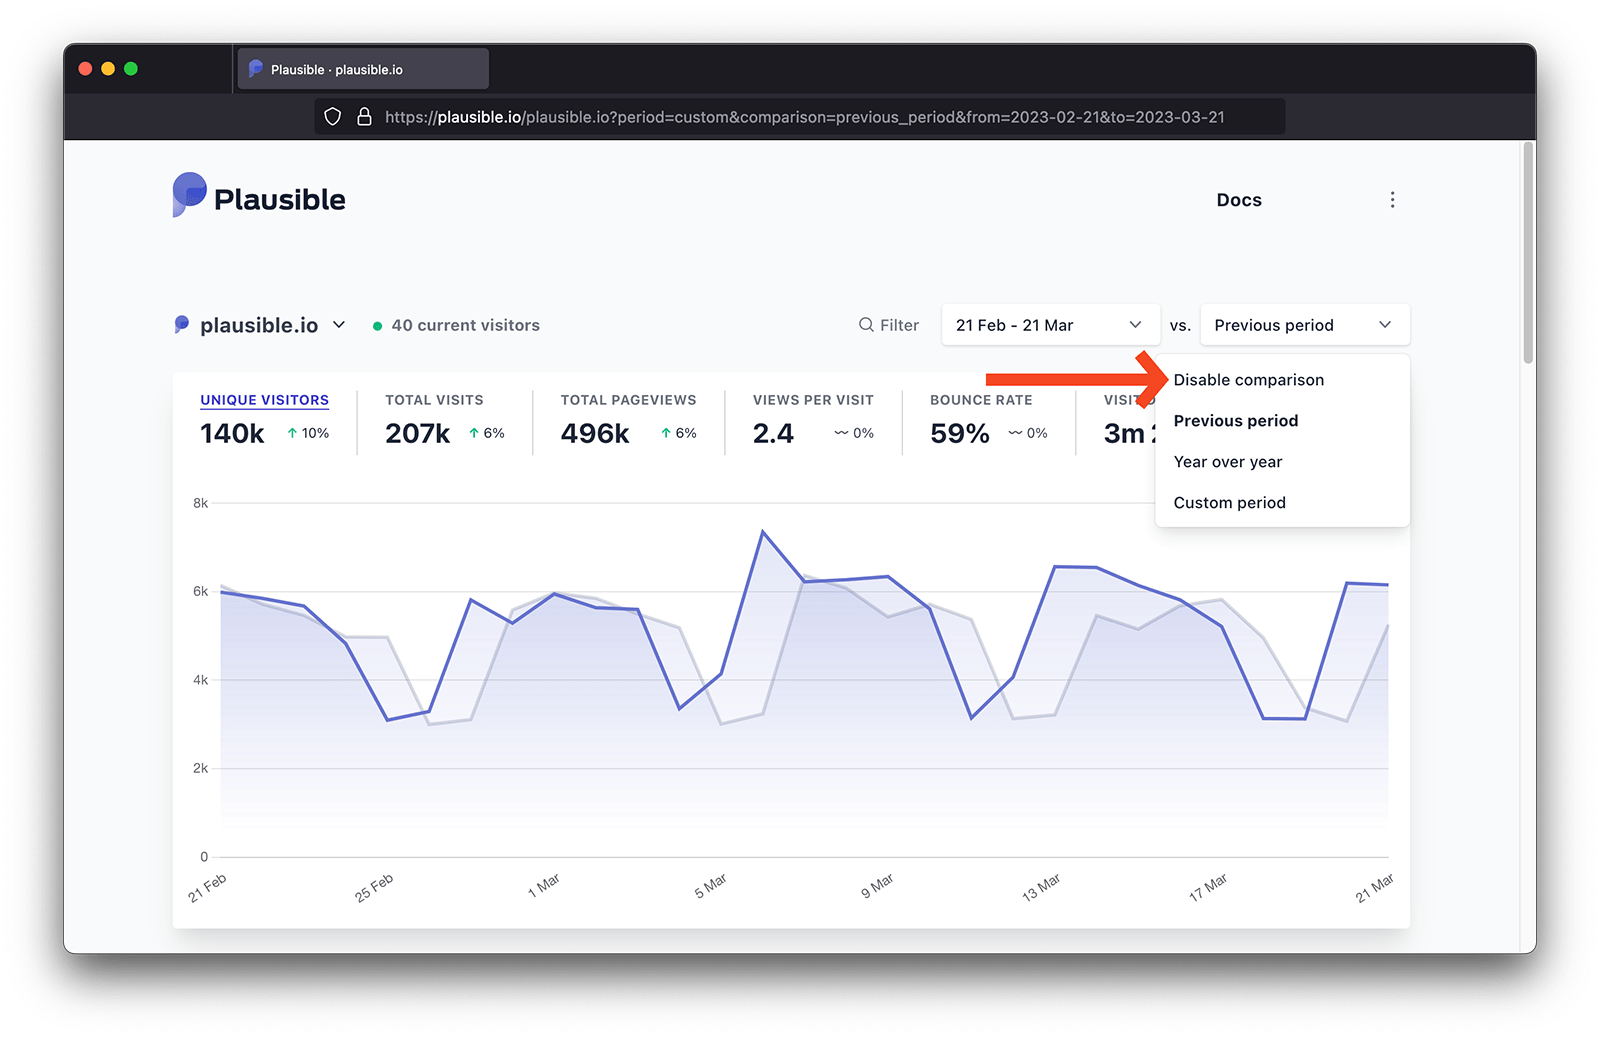 Plausible · plausible.io
https://plausible.io/plausible.io?period=custom&comparison=previous_period&from=2023-02-21&to=2023-03-21
Plausible
Docs
plausible.io
40 current visitors
Filter
21 Feb - 21 Mar
vs.
Previous period
Disable comparison
Previous period
Year over year
Custom period
UNIQUE VISITORS
140k
10%
TOTAL VISITS
207k
6%
TOTAL PAGEVIEWS
496k
6%
VIEWS PER VISIT
2.4
0%
BOUNCE RATE
59%
0%
3m
8k
6k
4k
2k
0
21 Feb
25 Feb
1 Mar
5 Mar
9 Mar
13 Mar
17 Mar
21 Mar